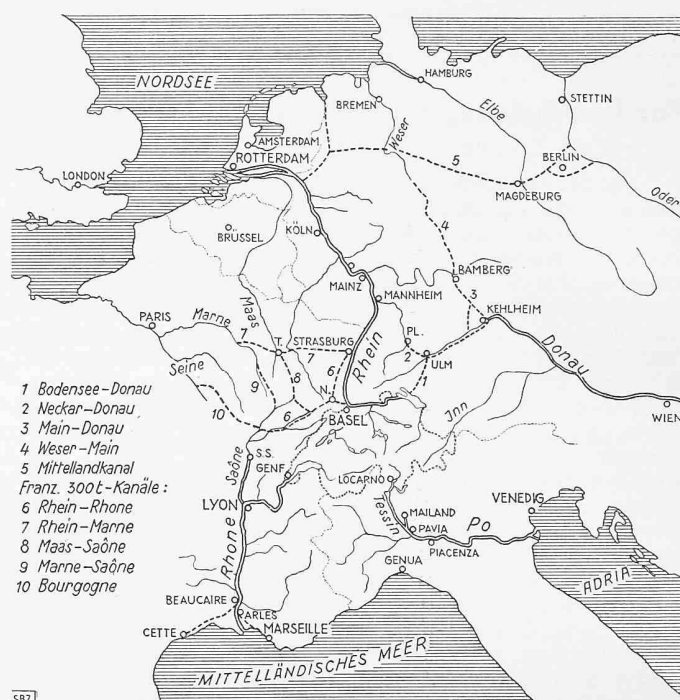 NORDSEE
HAMBURG
BREMEN
Elbe
STETTIN
Weser
AMSTERDAM
ROTTERDAM
5
BERLIN
LONDON
MAGDEBURG
Oder
BRÜSSEL
KÖLN
4
BAMBERG
MAINZ
MANNHEIM
3
KEHLHEIM
PARIS
Marne
Maas
7
T.
STRASBURG
7
Rhein
PL.
2
ULM
Donau
Seine
9
8
6
N.
1
Jnn
WIEN
10
6
BASEL
1 Bodensee-Donau
2 Neckar-Donau
3 Main-Donau
4 Weser-Main
5 Mittellandkanal
Franz. 300t-Kanäle:
6 Rhein-Rhone
7 Rhein-Marne
8 Maas-Saône
9 Marne-Saône
10 Bourgogne
Saône
S.S.
GENF
LOCARNO
LYON
Tessin
MAILAND
PAVIA
Po
VENEDIG
PIACENZA
Rhone
GENUA
ADRIA
BEAUCAIRE
ARLES
CETTE
MARSEILLE
MITTELLÄNDISCHES MEER
SBZ